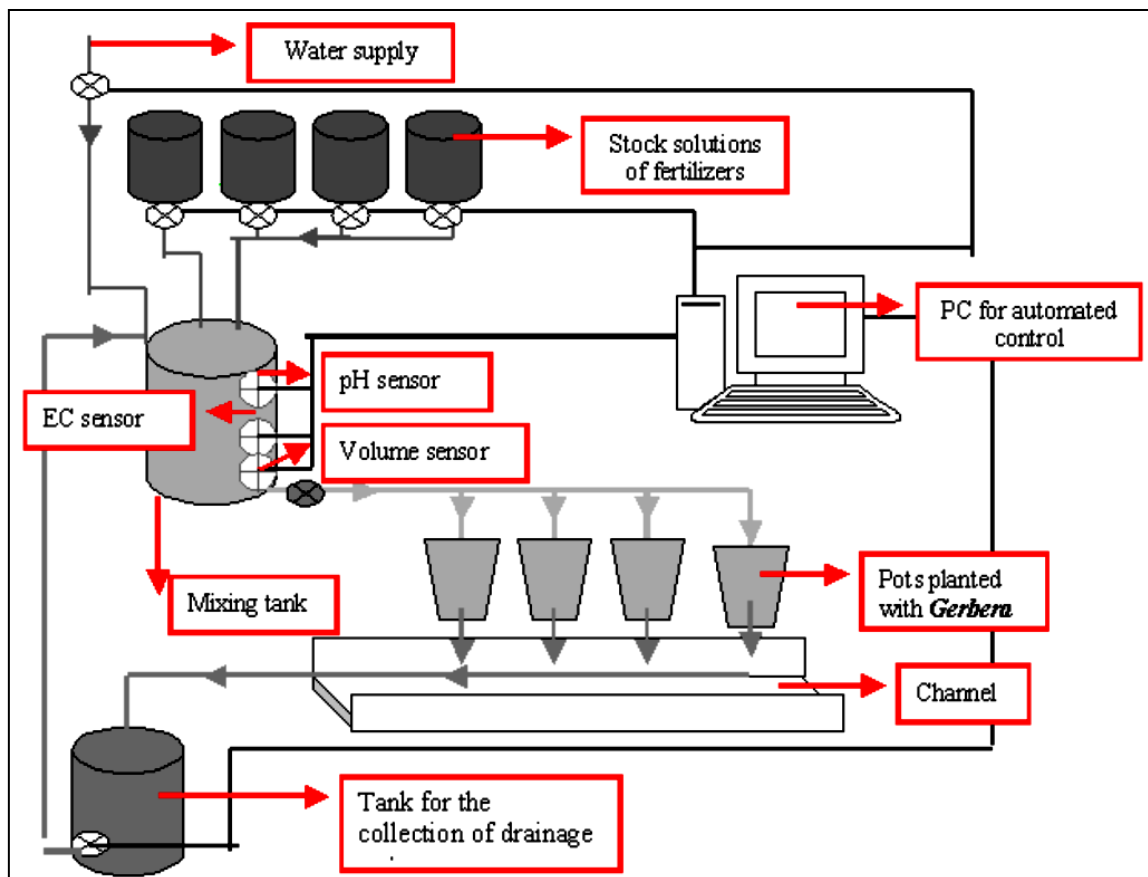 Water supply
Stock solutions
of fertilizers
PC for automated
control
pH sensor
EC sensor
Volume sensor
Mixing tank
Pots planted
with Gerbera
Channel
Tank for the
collection of drainage
.